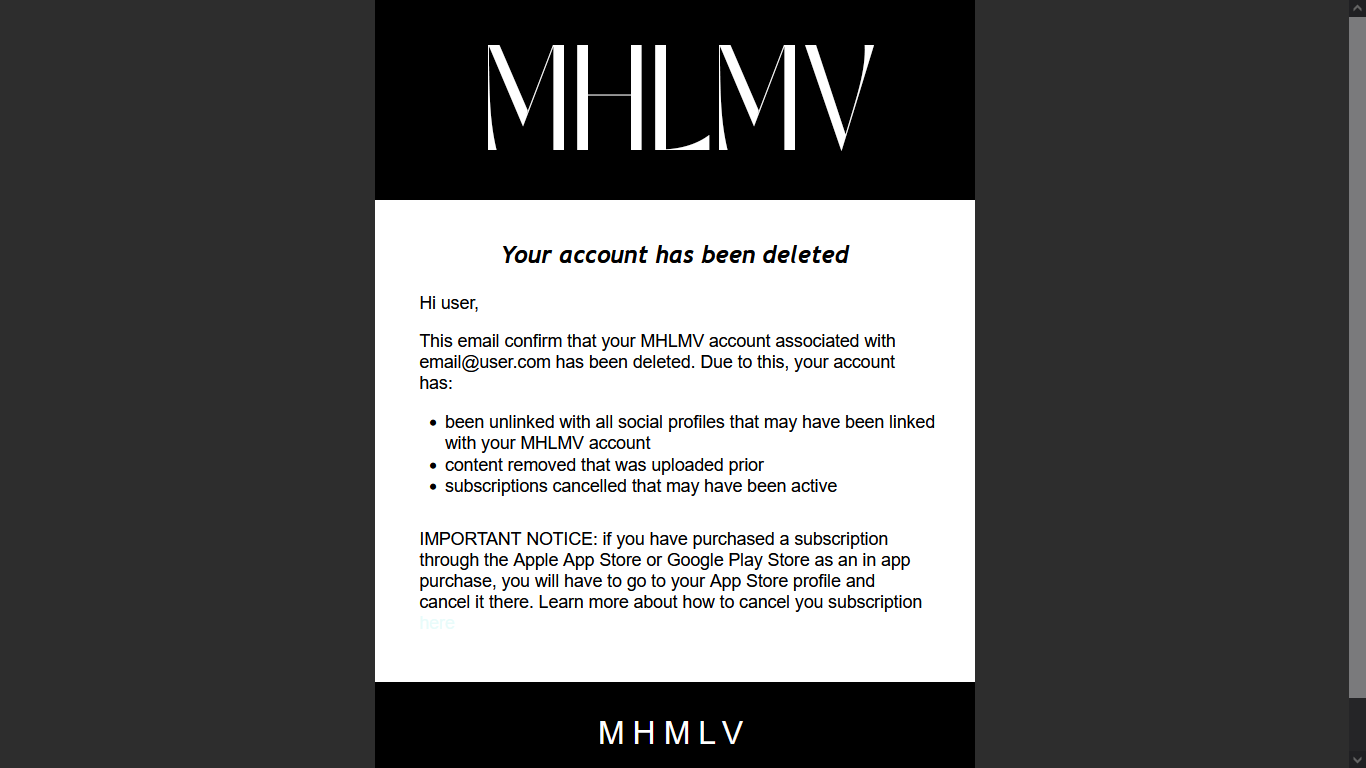 MHLMV
Your account has been deleted
Hi user,
This email confirm that your MHLMV account associated with
email@user.com has been deleted. Due to this, your account
has:
• been unlinked with all social profiles that may have been linked
with your MHLMV account
• content removed that was uploaded prior
• subscriptions cancelled that may have been active
IMPORTANT NOTICE: if you have purchased a subscription
through the Apple App Store or Google Play Store as an in app
purchase, you will have to go to your App Store profile and
cancel it there. Learn more about how to cancel you subscription
here
MHMLV